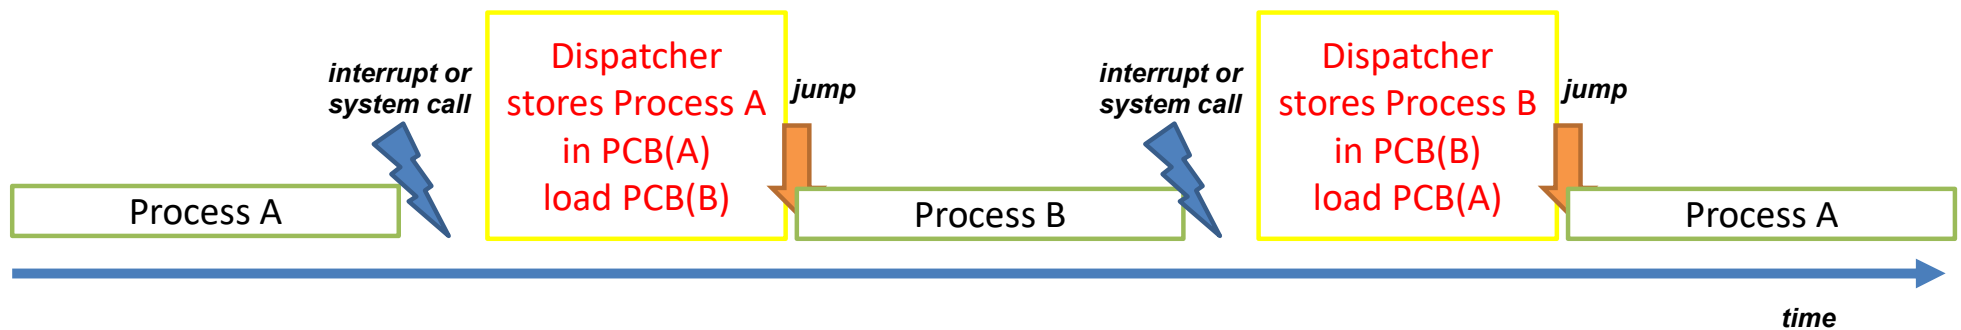 Process A
interrupt or
system call
Dispatcher
stores Process A
in PCB(A)
load PCB(B)
jump
Process B
interrupt or
system call
Dispatcher
stores Process B
in PCB(B)
load PCB(A)
jump
Process A
time